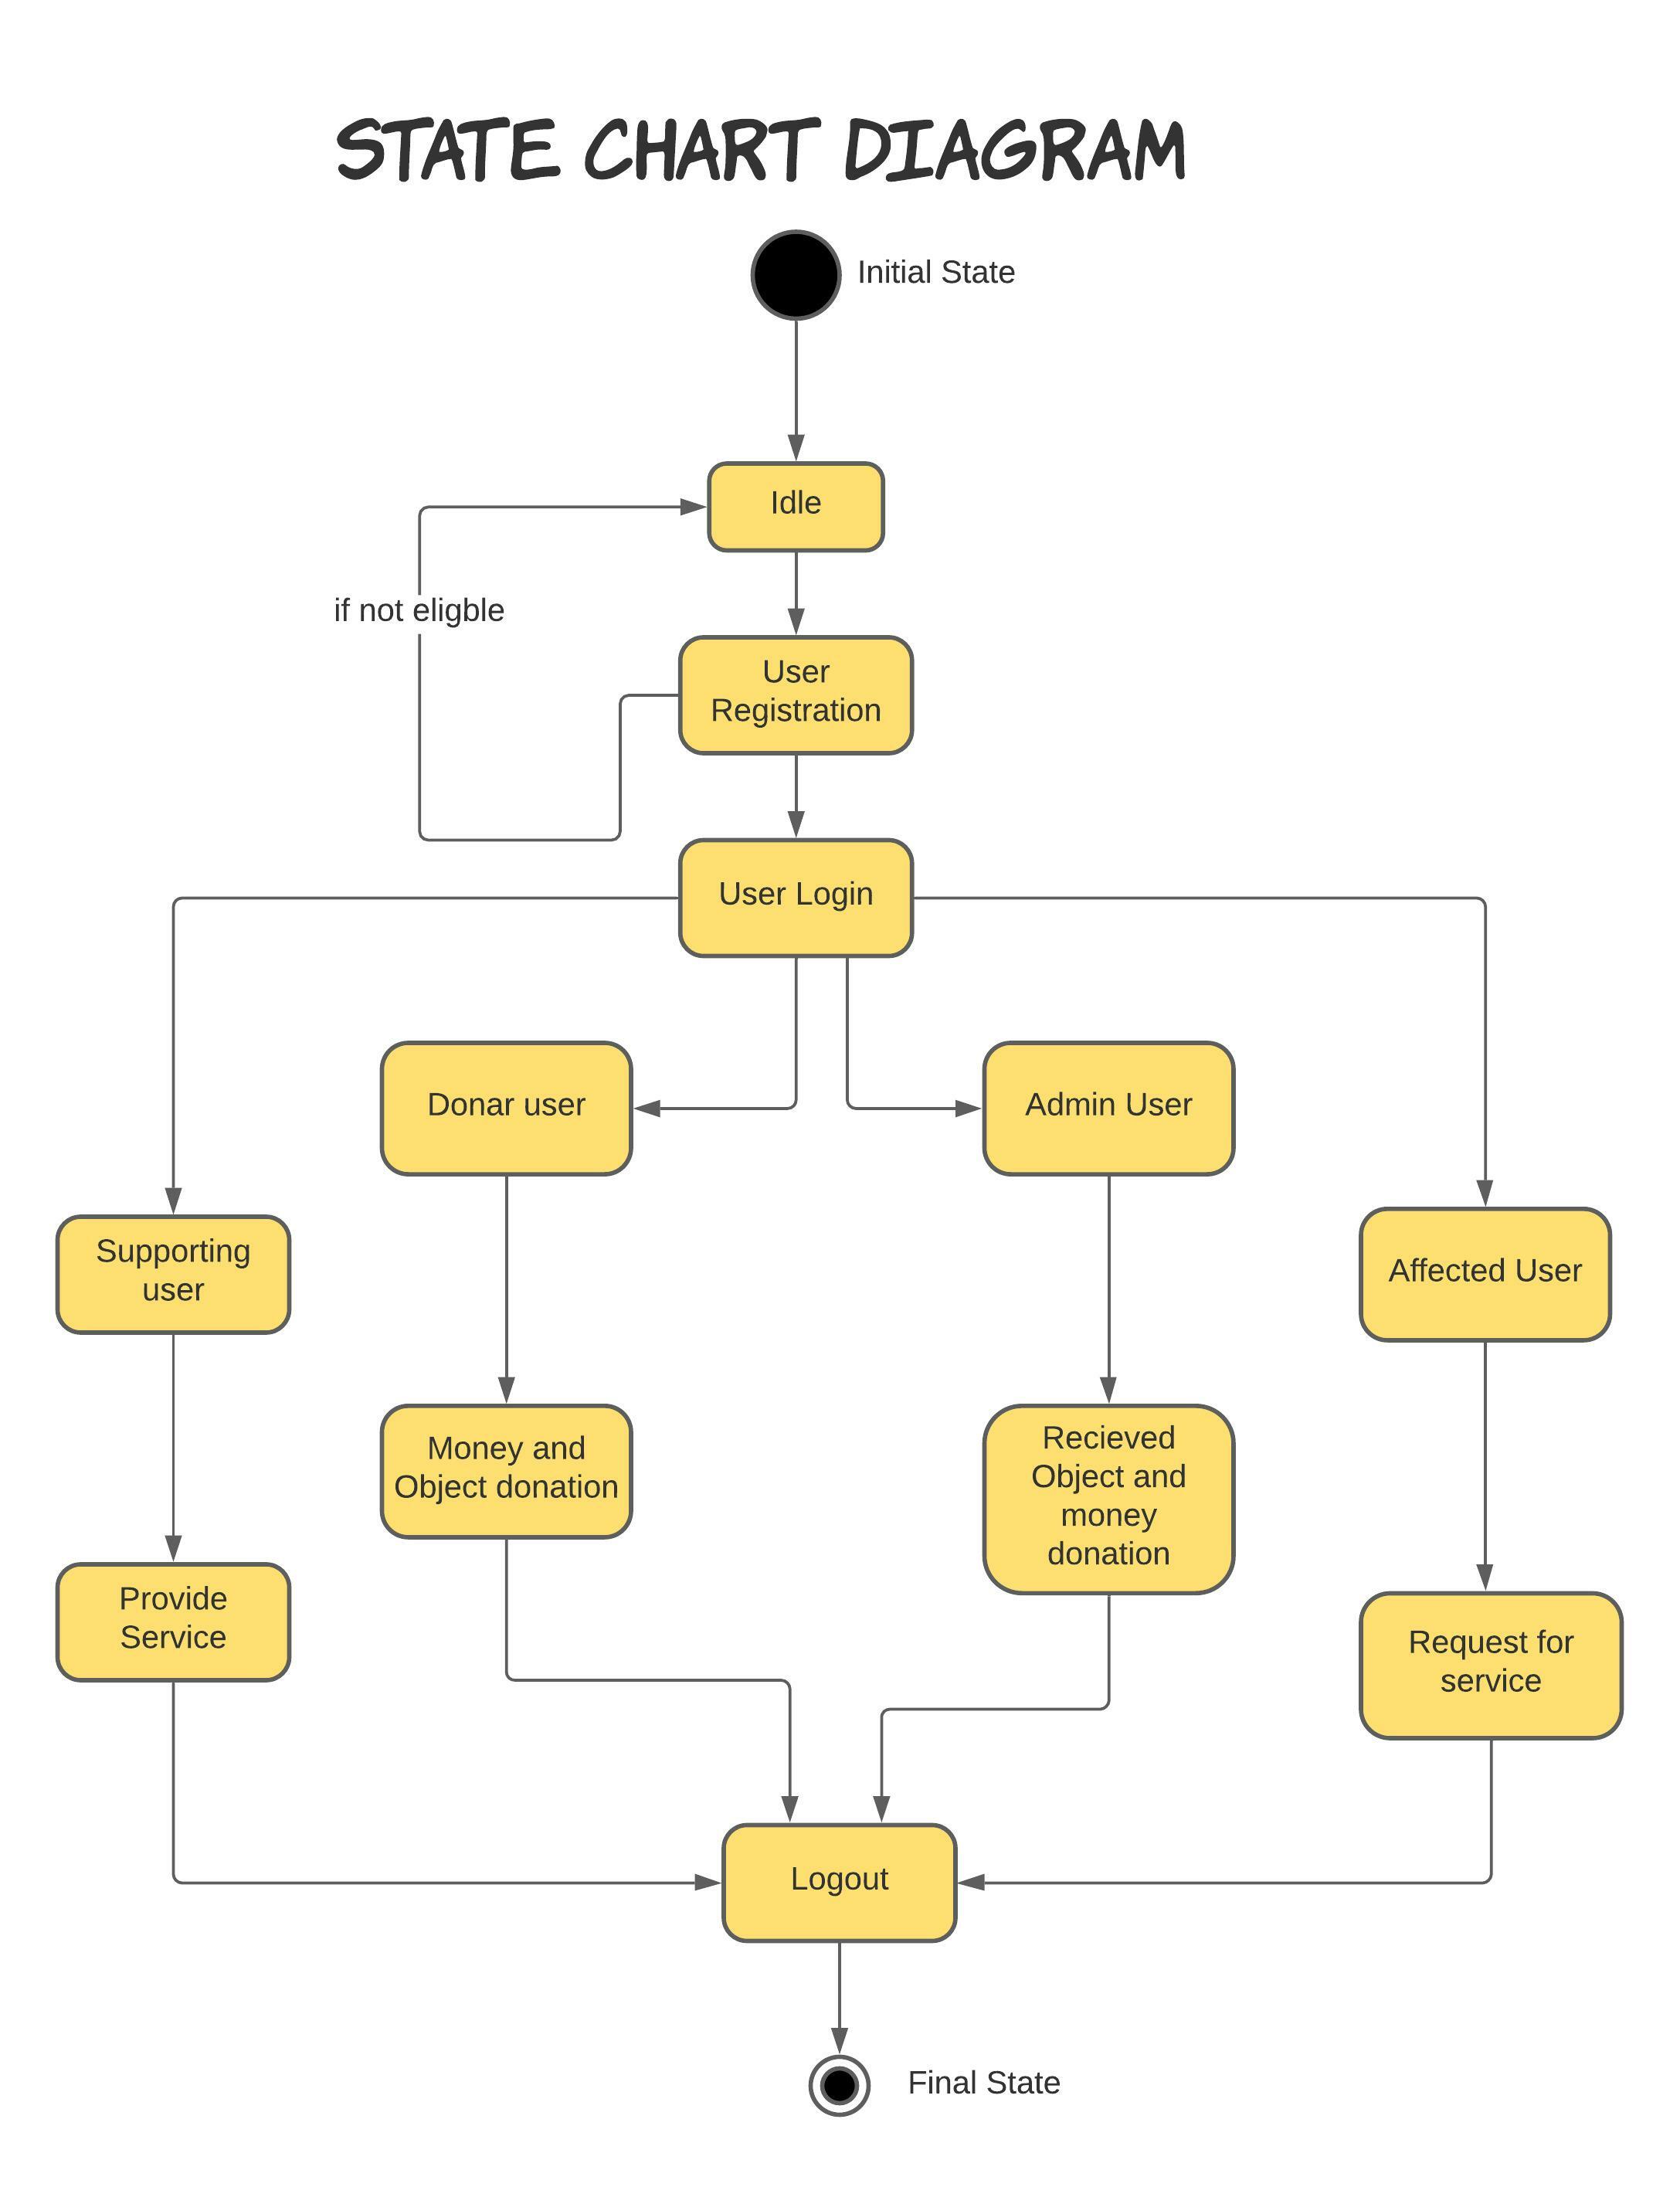 STATE CHART DIAGRAM
Initial State
Idle
if not eligble
User
Registration
User Login
Donar user
Admin User
Supporting
user
Affected User
Money and
Object donation
Recieved
Object and
money
donation
Provide
Service
Request for
service
Logout
Final State